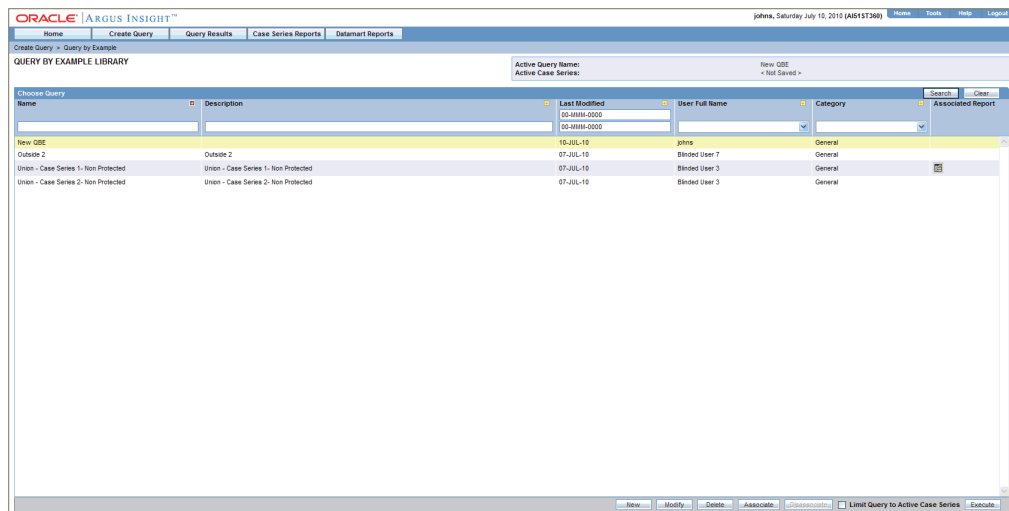 ORACLE® | ARGUS INSIGHT™
johns, Saturday July 10, 2010 (AI51ST360) Home Tools Help Logout
Home Create Query Query Results Case Series Reports Datamart Reports
Create Query > Query by Example
QUERY BY EXAMPLE LIBRARY
Active Query Name: New QBE
Active Case Series: < Not Saved >
Choose Query Search Clear
Name Description Last Modified User Full Name Category Associated Report
00-MMM-0000
00-MMM-0000
New QBE 10-JUL-10 johns General
Outside 2 Outside 2 07-JUL-10 Blinded User 7 General
Union - Case Series 1- Non Protected Union - Case Series 1- Non Protected 07-JUL-10 Blinded User 3 General
Union - Case Series 2- Non Protected Union - Case Series 2- Non Protected 07-JUL-10 Blinded User 3 General
New Modify Delete Associate Disassociate Limit Query to Active Case Series Execute